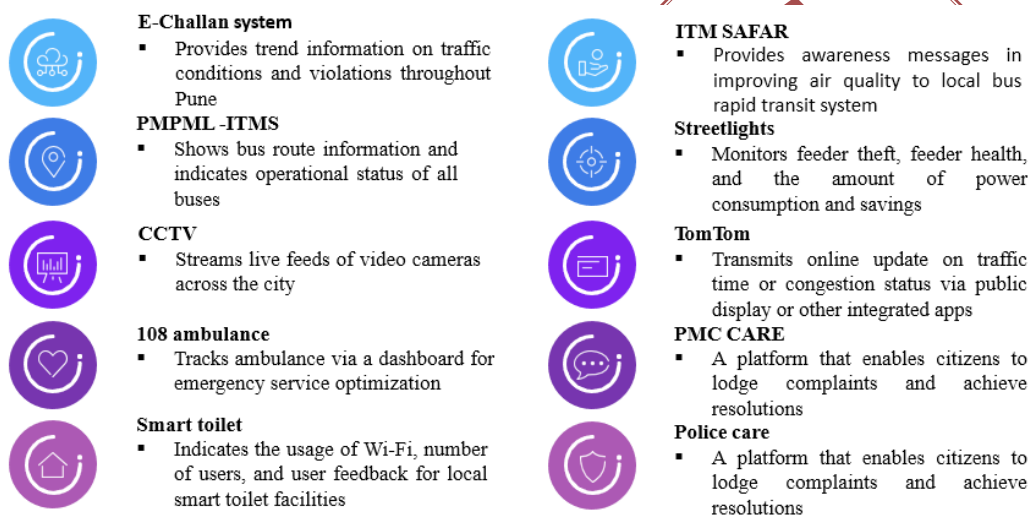 E-Challan system
▪ Provides trend information on traffic
conditions and violations throughout
Pune
PMPML -ITMS
▪ Shows bus route information and
indicates operational status of all
buses
CCTV
▪ Streams live feeds of video cameras
across the city
108 ambulance
▪ Tracks ambulance via a dashboard for
emergency service optimization
Smart toilet
▪ Indicates the usage of Wi-Fi, number
of users, and user feedback for local
smart toilet facilities
ITM SAFAR
▪ Provides awareness messages in
improving air quality to local bus
rapid transit system
Streetlights
▪ Monitors feeder theft, feeder health,
and the amount of power
consumption and savings
TomTom
▪ Transmits online update on traffic
time or congestion status via public
display or other integrated apps
PMC CARE
▪ A platform that enables citizens to
lodge complaints and achieve
resolutions
Police care
▪ A platform that enables citizens to
lodge complaints and achieve
resolutions